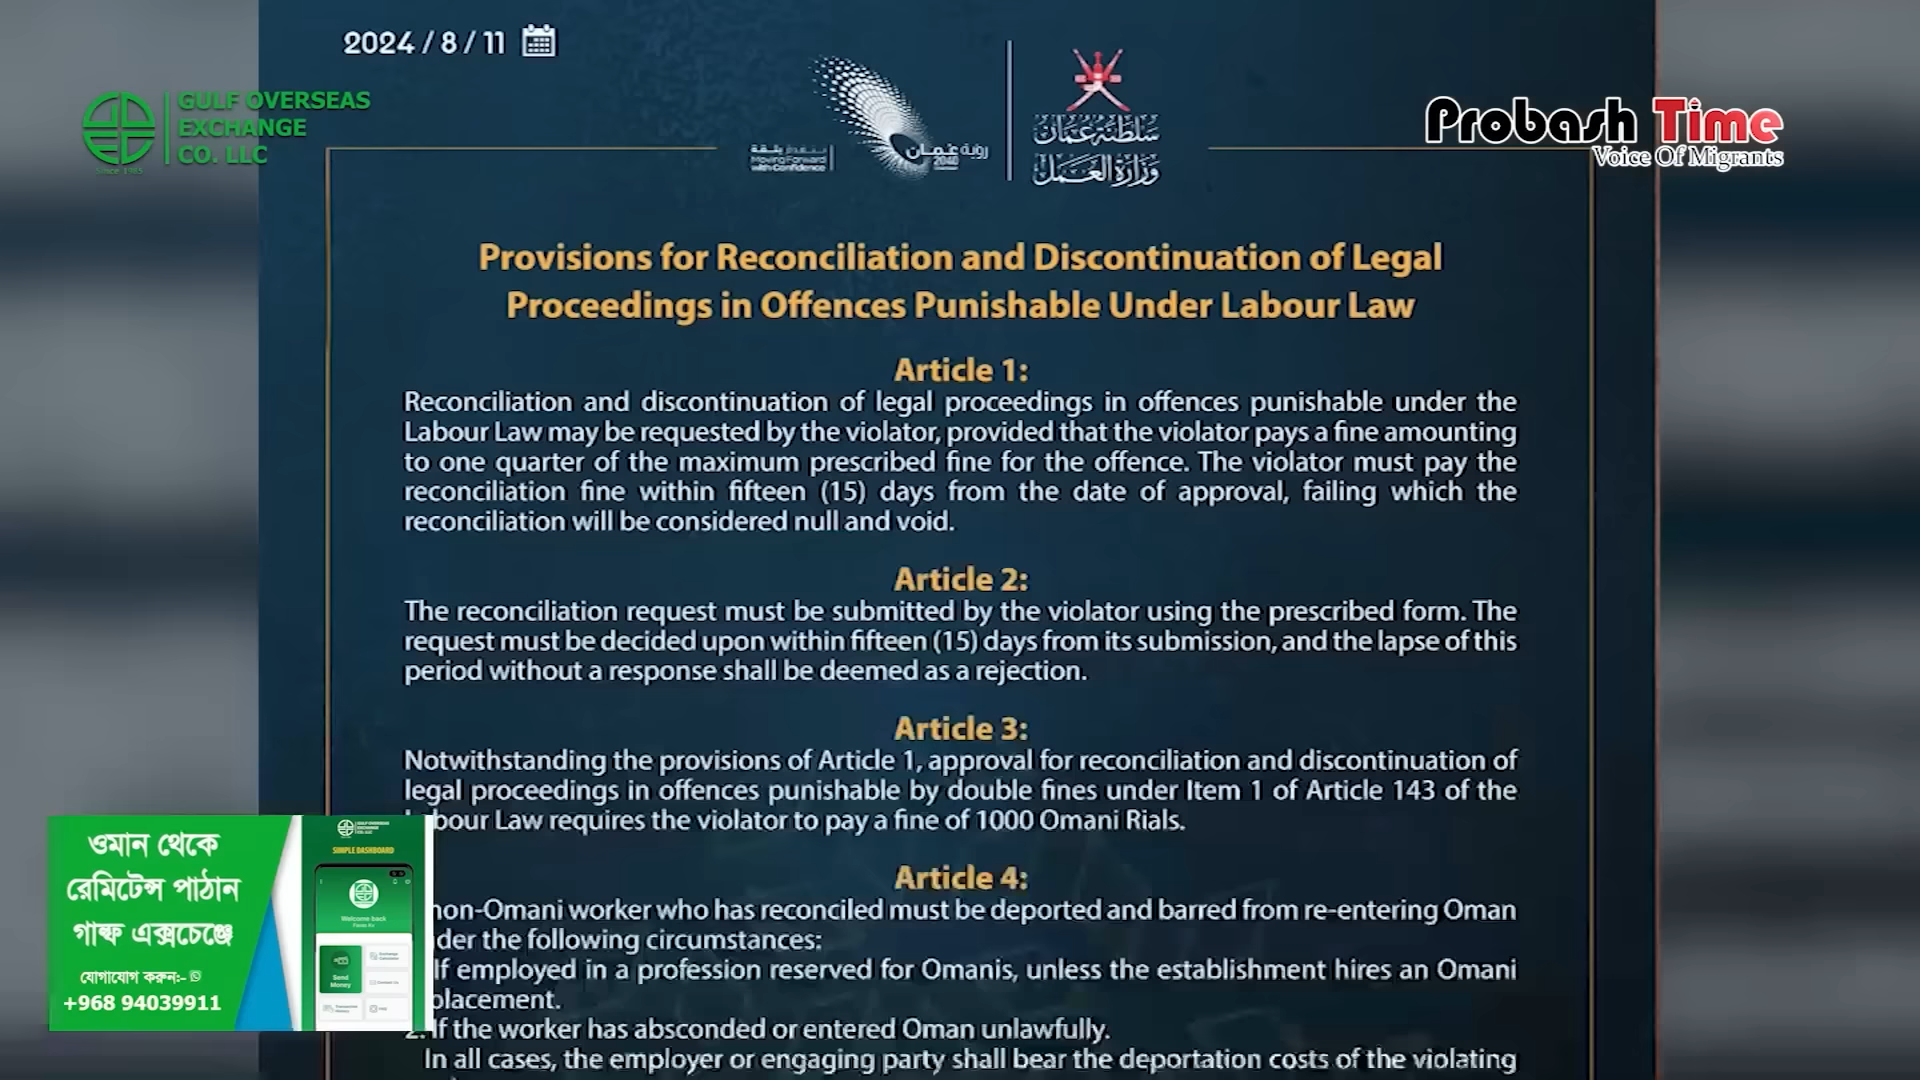 2024 / 8 / 11
GULF OVERSEAS
EXCHANGE
CO. LLC
Since 1985
Moving Forward
with Confidence
رؤية عُمان
2040
سلطنة عمان
وزارة العمل
Probash Time
Voice Of Migrants
Provisions for Reconciliation and Discontinuation of Legal
Proceedings in Offences Punishable Under Labour Law
Article 1:
Reconciliation and discontinuation of legal proceedings in offences punishable under the
Labour Law may be requested by the violator, provided that the violator pays a fine amounting
to one quarter of the maximum prescribed fine for the offence. The violator must pay the
reconciliation fine within fifteen (15) days from the date of approval, failing which the
reconciliation will be considered null and void.
Article 2:
The reconciliation request must be submitted by the violator using the prescribed form. The
request must be decided upon within fifteen (15) days from its submission, and the lapse of this
period without a response shall be deemed as a rejection.
Article 3:
Notwithstanding the provisions of Article 1, approval for reconciliation and discontinuation of
legal proceedings in offences punishable by double fines under Item 1 of Article 143 of the
bour Law requires the violator to pay a fine of 1000 Omani Rials.
Article 4:
non-Omani worker who has reconciled must be deported and barred from re-entering Oman
der the following circumstances:
If employed in a profession reserved for Omanis, unless the establishment hires an Omani
placement.
2. If the worker has absconded or entered Oman unlawfully.
In all cases, the employer or engaging party shall bear the deportation costs of the violating
ওমান থেকে
রেমিটেন্স পাঠান
গাল্ফ এক্সচেঞ্জে
যোগাযোগ করুন:-
+968 94039911
SIMPLE DASHBOARD
Welcome back
Send
Money